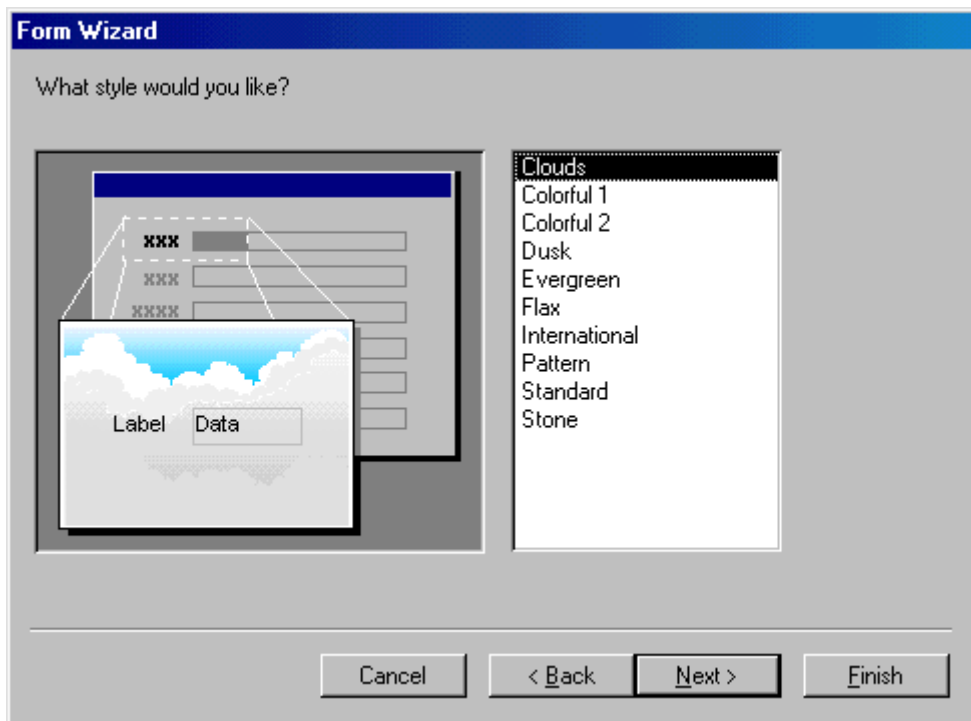 Form Wizard
What style would you like?
xxx
xxx
xxxx
Label Data
Clouds
Colorful 1
Colorful 2
Dusk
Evergreen
Flax
International
Pattern
Standard
Stone
Cancel < Back Next > Finish